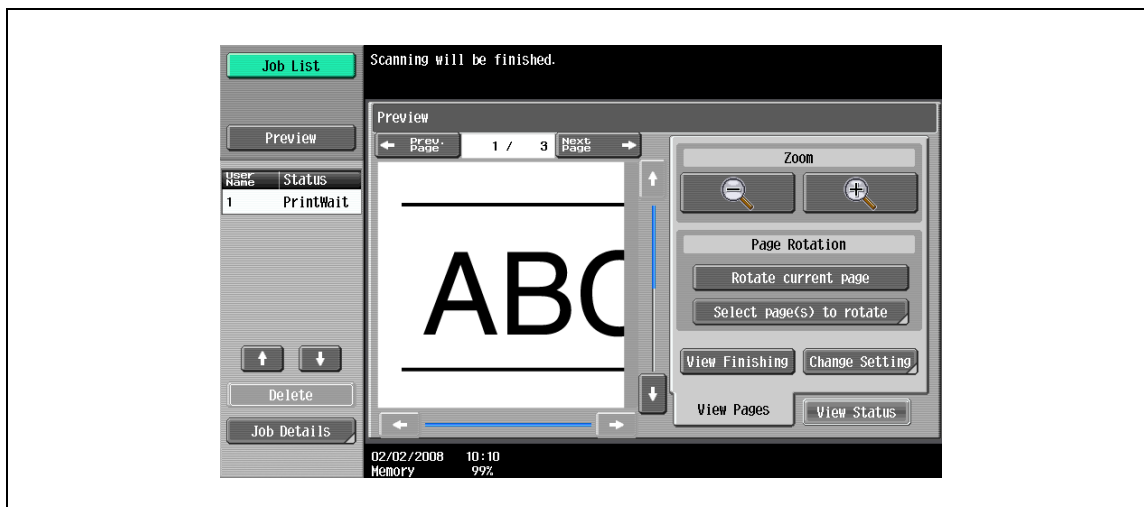 Job List
Scanning will be finished.
Preview
Preview
Prev. Page
1 / 3
Next Page
User Name Status
1 PrintWait
ABC
Zoom
Page Rotation
Rotate current page
Select page(s) to rotate
View Finishing
Change Setting
View Pages
View Status
Delete
Job Details
02/02/2008 10:10
Memory 99%